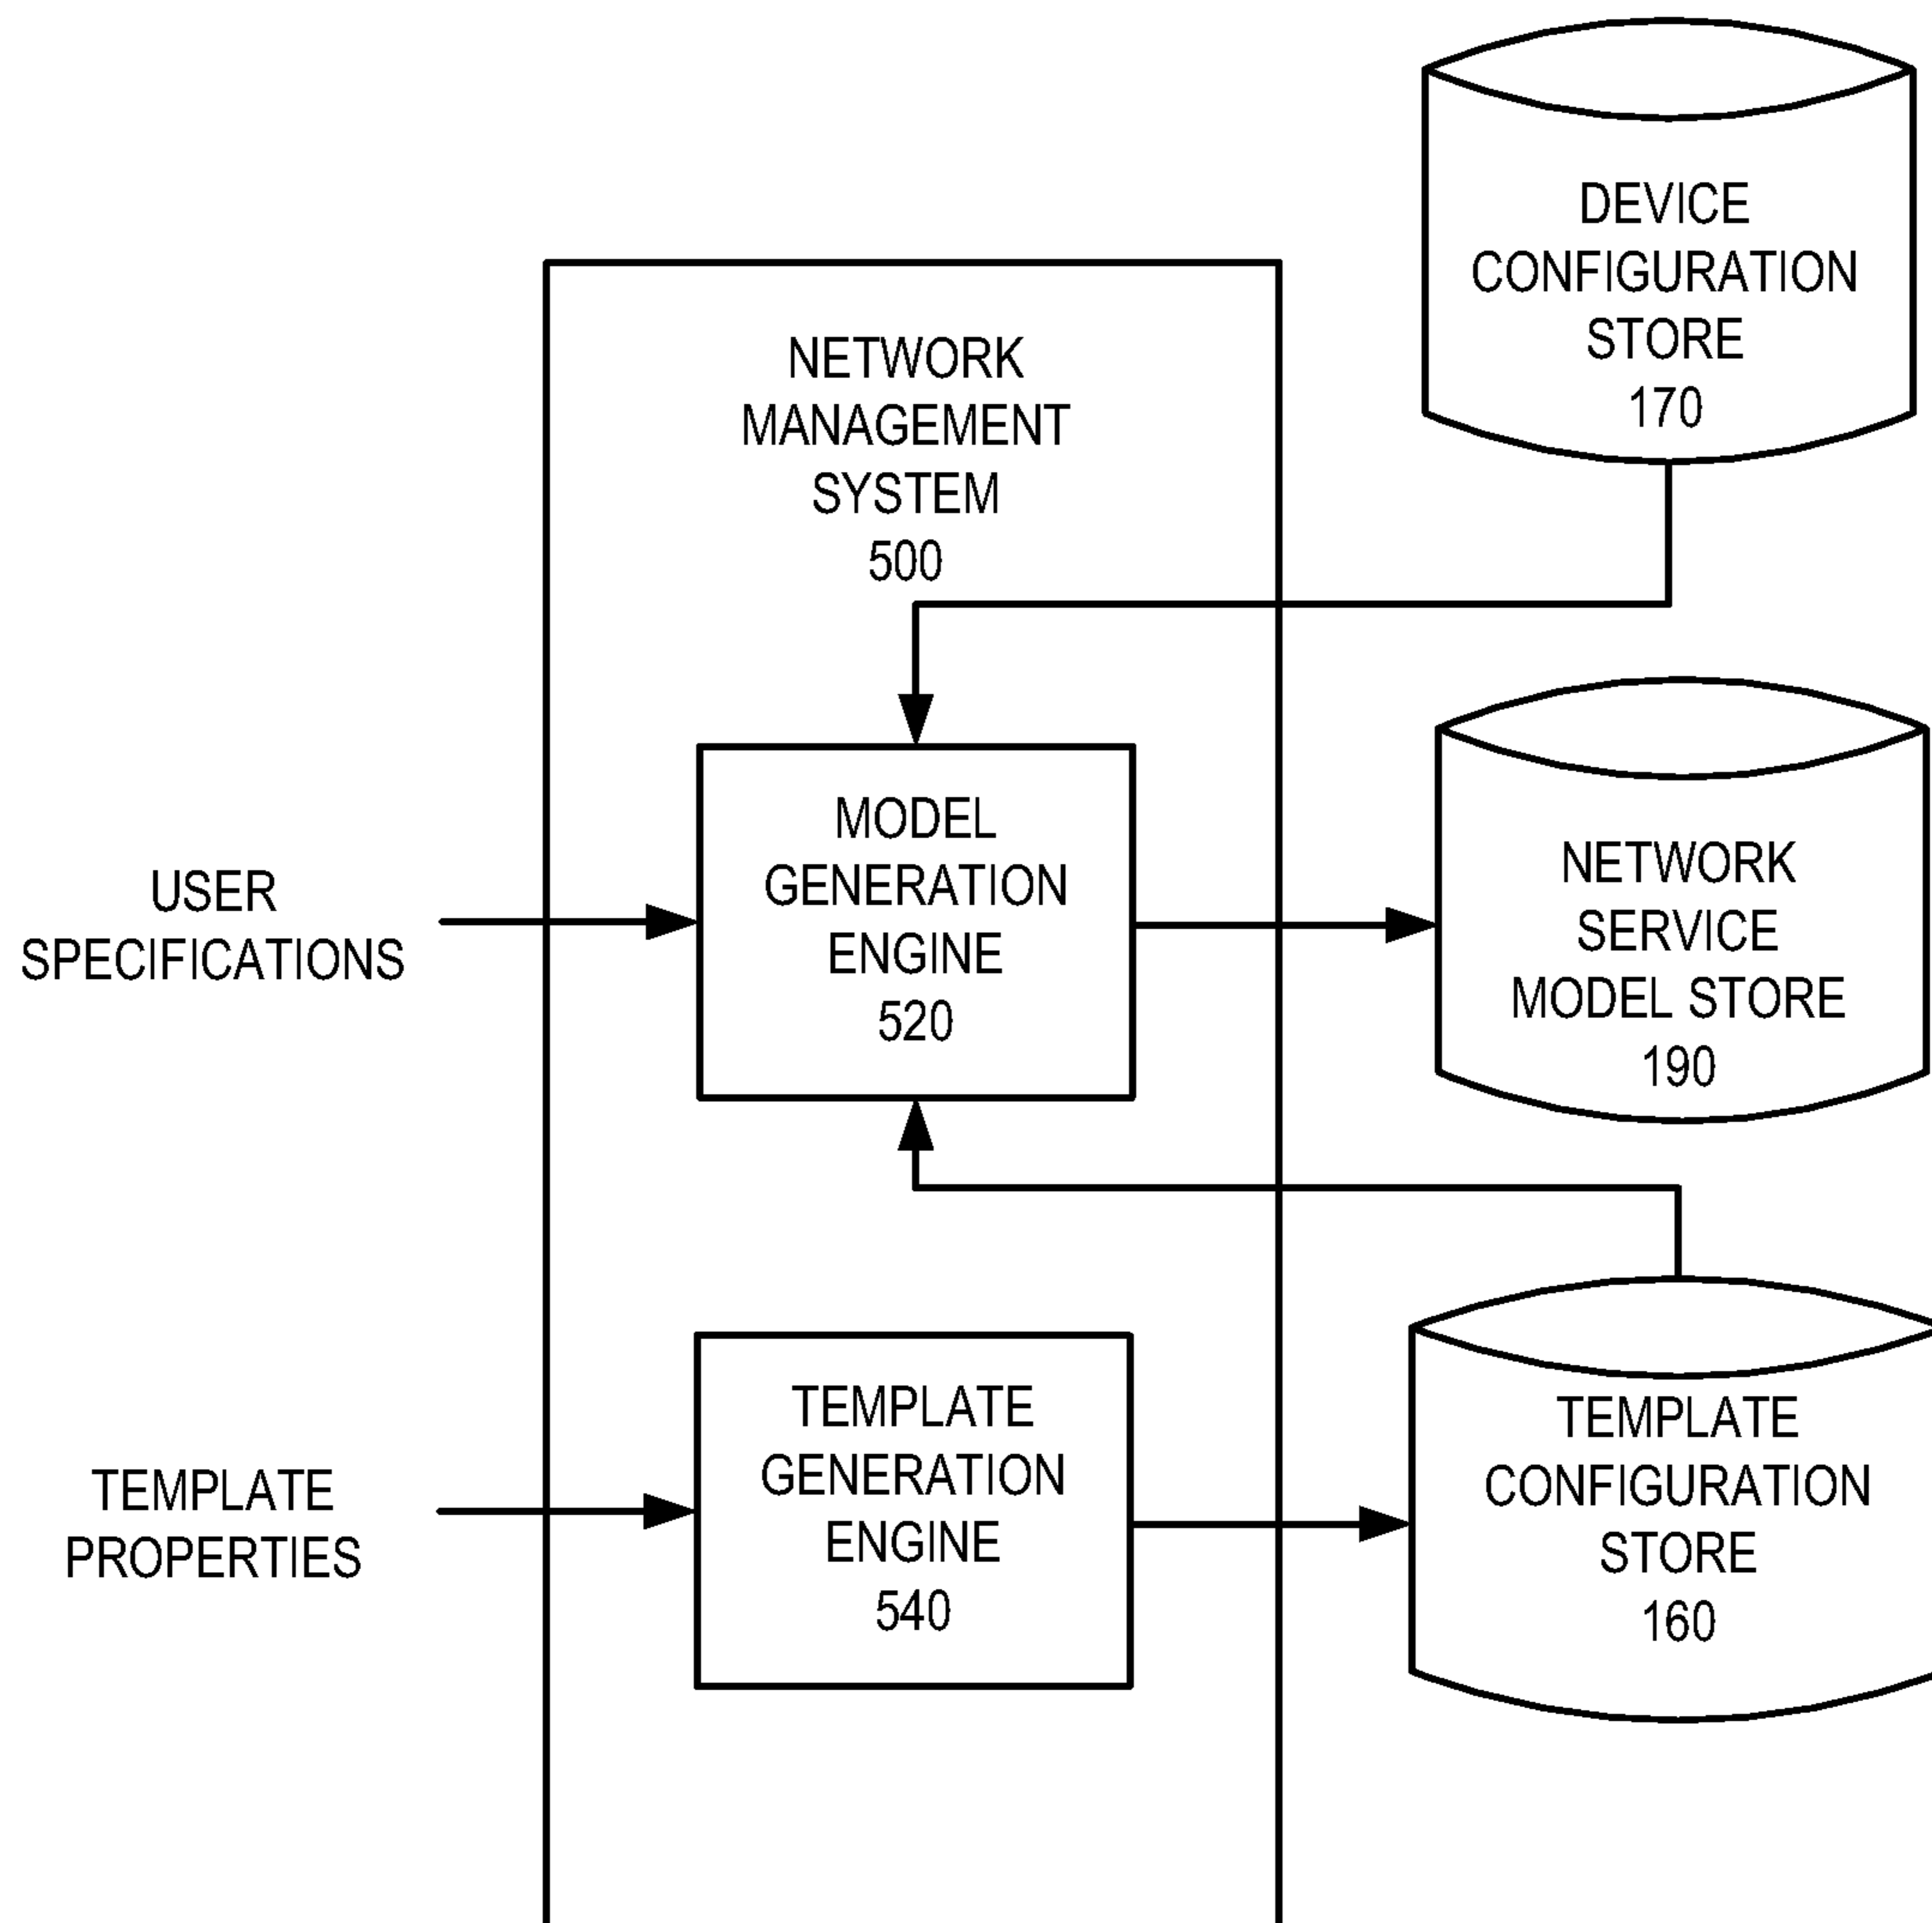 DEVICE
CONFIGURATION
STORE
170
NETWORK
MANAGEMENT
SYSTEM
500
USER
SPECIFICATIONS
MODEL
GENERATION
ENGINE
520
NETWORK
SERVICE
MODEL STORE
190
TEMPLATE
PROPERTIES
TEMPLATE
GENERATION
ENGINE
540
TEMPLATE
CONFIGURATION
STORE
160